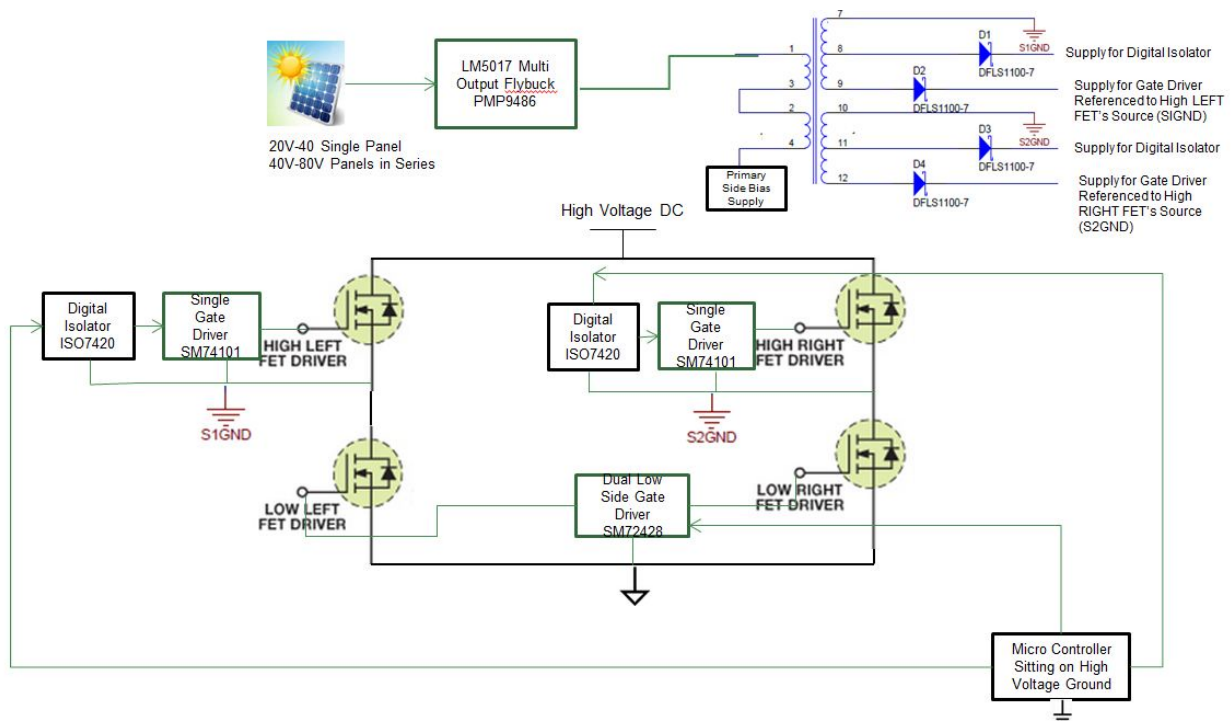 LM5017 Multi
Output Flybuck
PMP9486
20V-40 Single Panel
40V-80V Panels in Series
7
1
8
3
9
2
10
4
11
12
S1GND
D1
DFLS1100-7
D2
DFLS1100-7
S2GND
D3
DFLS1100-7
D4
DFLS1100-7
Supply for Digital Isolator
Supply for Gate Driver
Referenced to High LEFT
FET's Source (SIGND)
Supply for Digital Isolator
Supply for Gate Driver
Referenced to High
RIGHT FET's Source
(S2GND)
Primary
Side Bias
Supply
High Voltage DC
Digital
Isolator
ISO7420
Single
Gate
Driver
SM74101
HIGH LEFT
FET DRIVER
S1GND
Digital
Isolator
ISO7420
Single
Gate
Driver
SM74101
HIGH RIGHT
FET DRIVER
S2GND
LOW LEFT
FET DRIVER
Dual Low
Side Gate
Driver
SM72428
LOW RIGHT
FET DRIVER
Micro Controller
Sitting on High
Voltage Ground